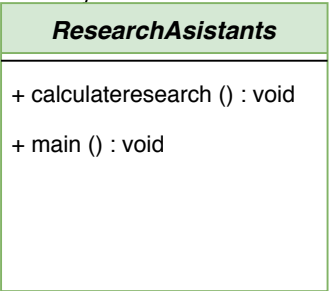 ResearchAsistants
+ calculateresearch () : void
+ main () : void